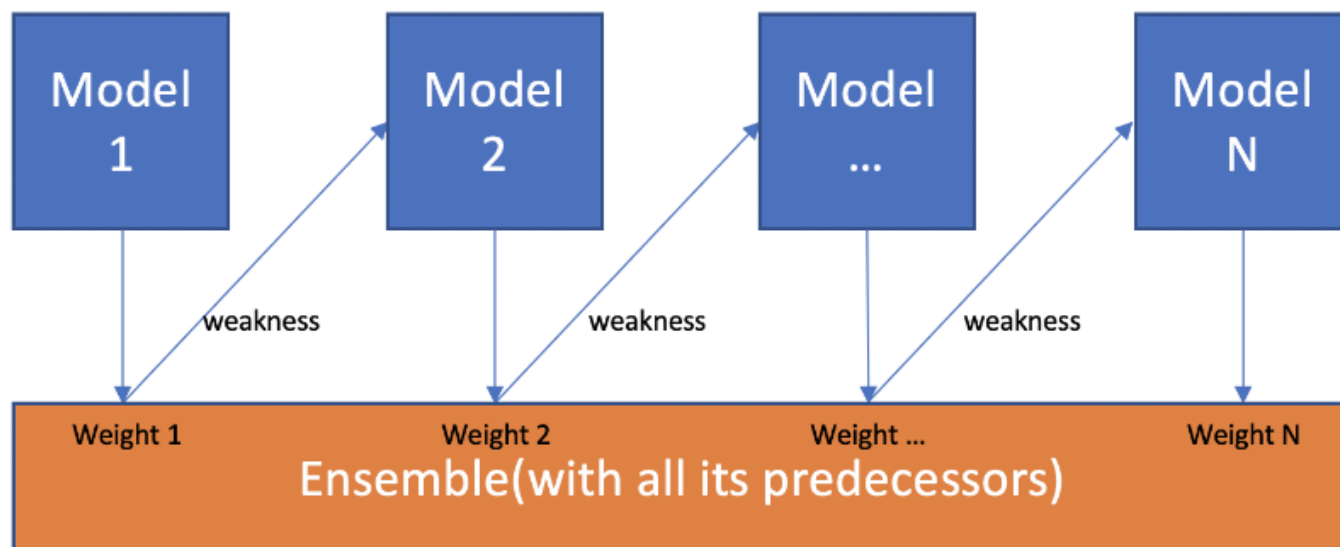 Model
1
Model
2
Model
...
Model
N
weakness
weakness
weakness
Weight 1
Weight 2
Weight ...
Weight N
Ensemble(with all its predecessors)